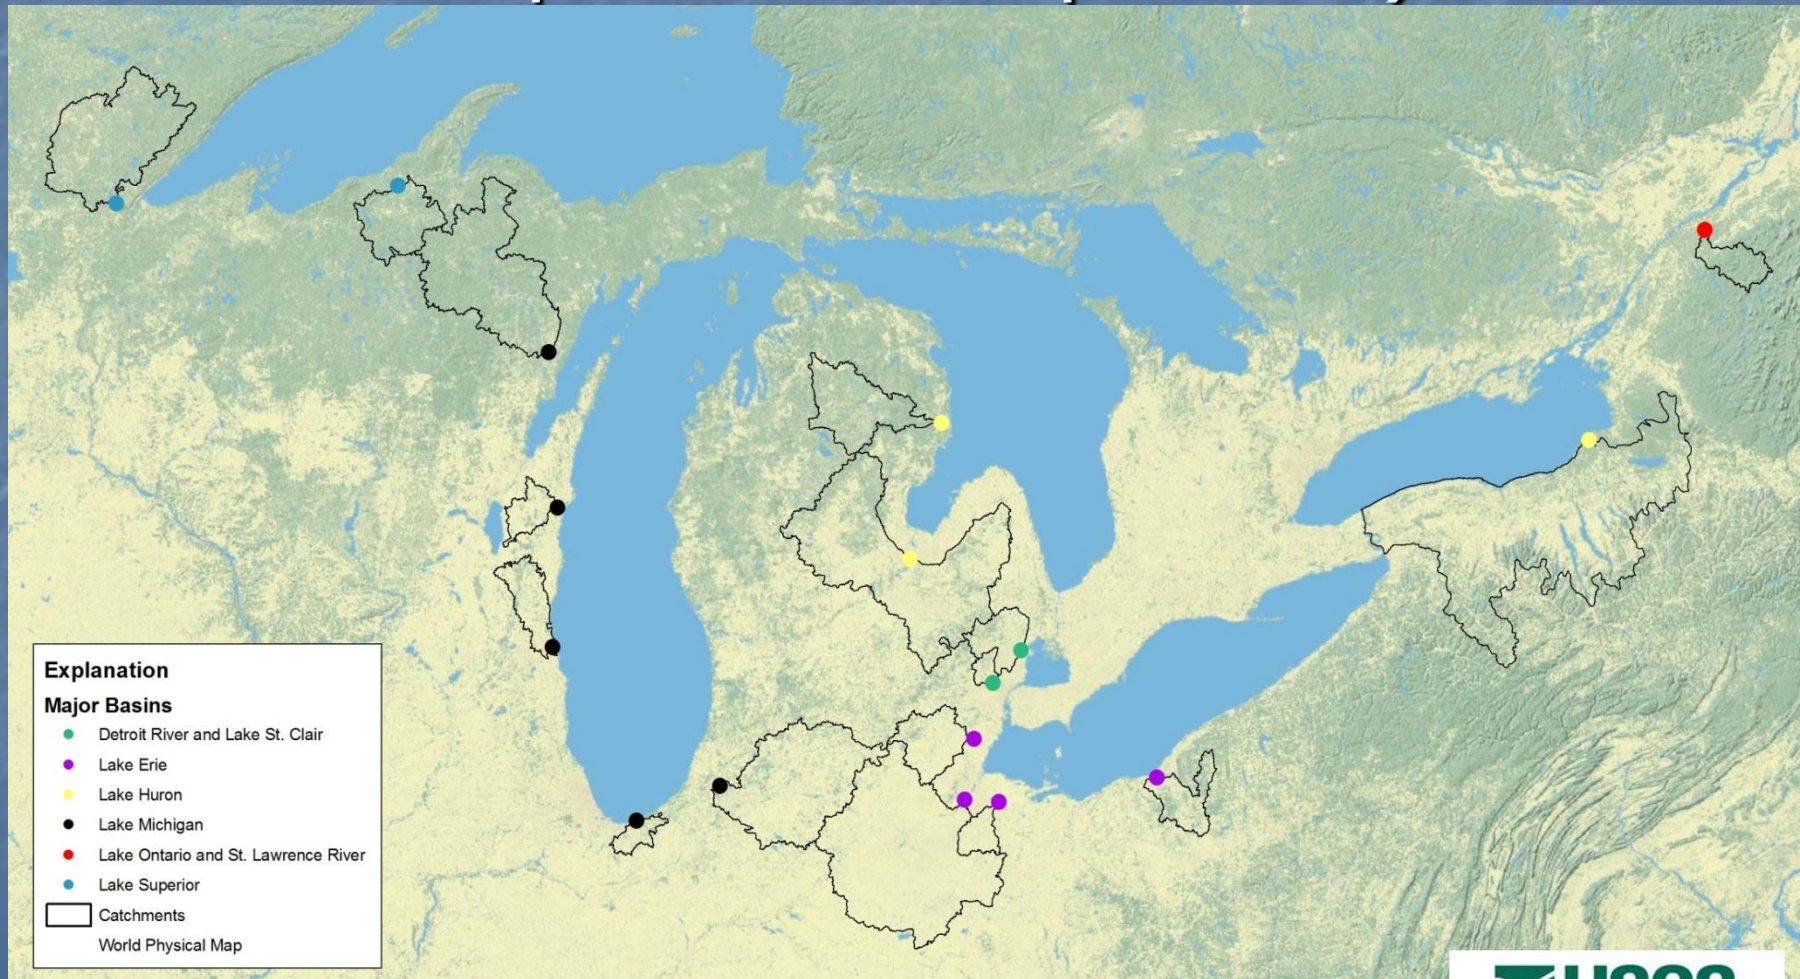 Explanation
Major Basins
Detroit River and Lake St. Clair
Lake Erie
Lake Huron
Lake Michigan
Lake Ontario and St. Lawrence River
Lake Superior
Catchments
World Physical Map
USGS